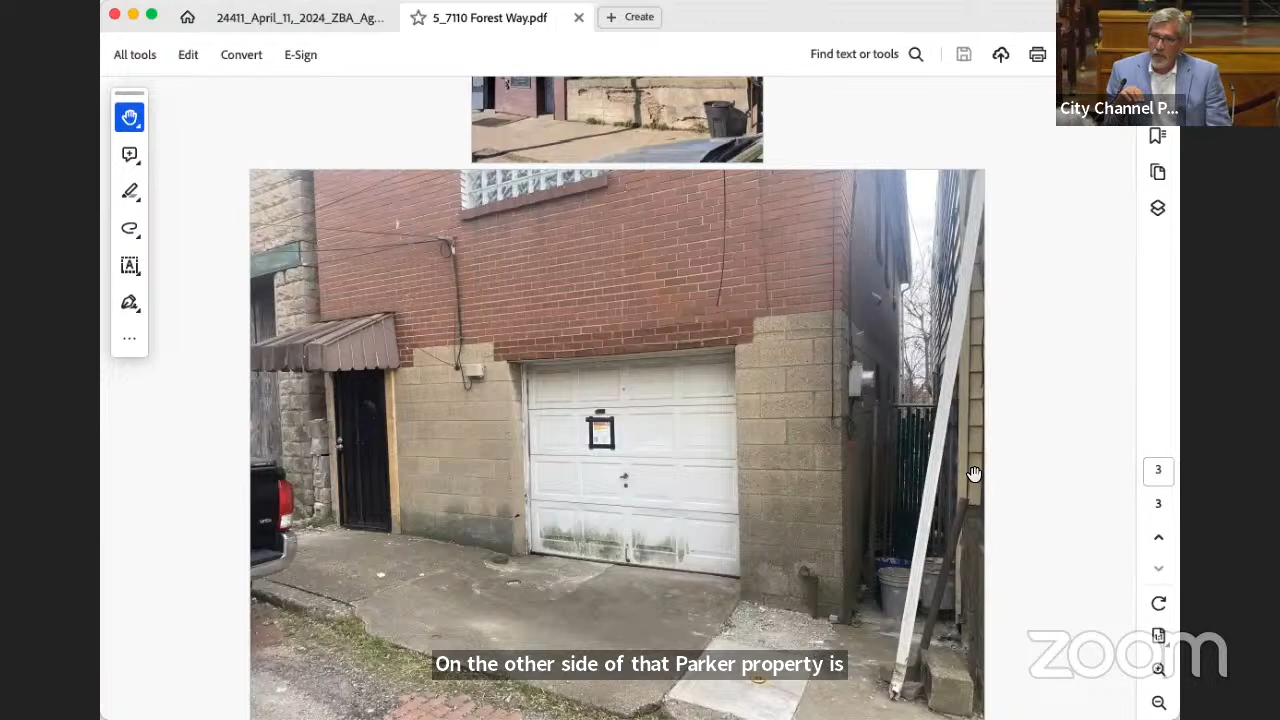 24411_April_11,_2024_ZBA_Ag...
5_7110 Forest Way.pdf
Create
All tools
Edit
Convert
E-Sign
Find text or tools
City Channel P...
3
3
On the other side of that Parker property is
zoom